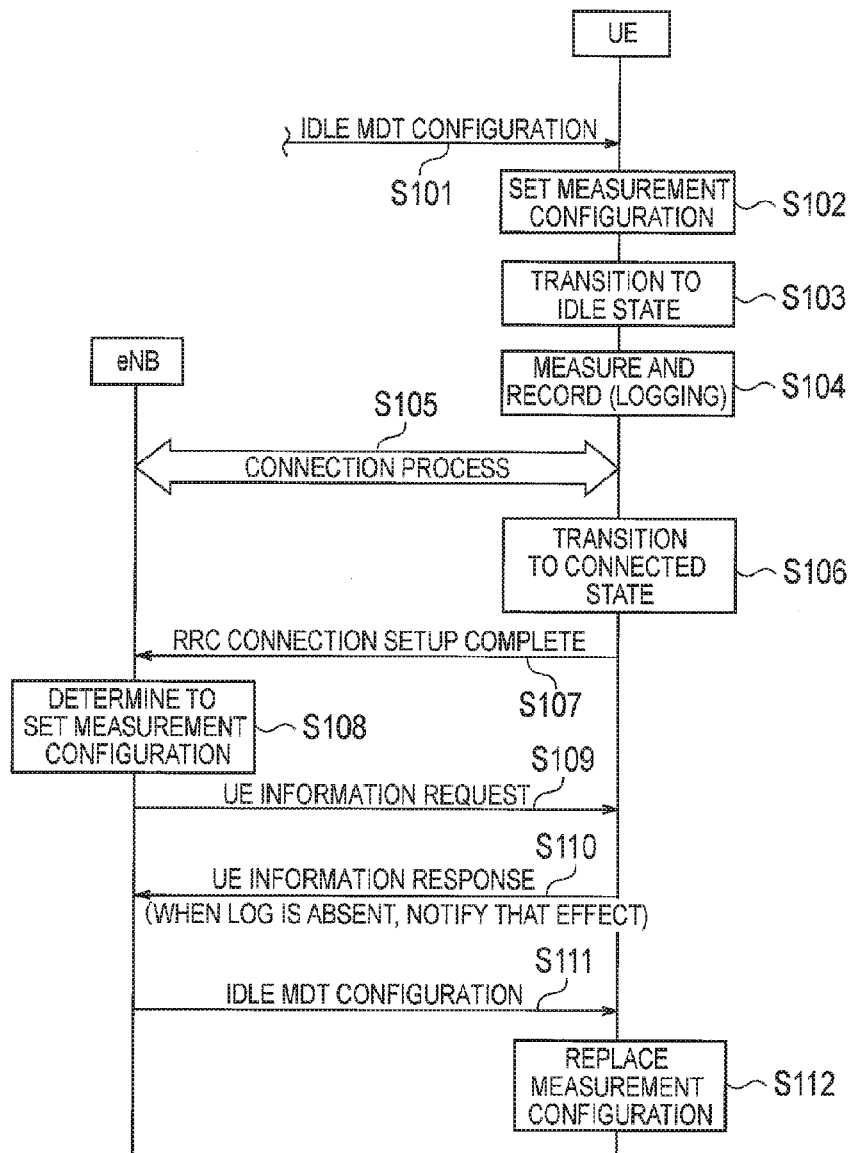 UE
IDLE MDT CONFIGURATION
S101
SET MEASUREMENT
CONFIGURATION
S102
TRANSITION TO
IDLE STATE
S103
eNB
MEASURE AND
RECORD (LOGGING)
S104
S105
CONNECTION PROCESS
TRANSITION
TO CONNECTED
STATE
S106
RRC CONNECTION SETUP COMPLETE
S107
DETERMINE TO
SET MEASUREMENT
CONFIGURATION
S108
S109
UE INFORMATION REQUEST
S110
UE INFORMATION RESPONSE
(WHEN LOG IS ABSENT, NOTIFY THAT EFFECT)
S111
IDLE MDT CONFIGURATION
REPLACE
MEASUREMENT
CONFIGURATION
S112